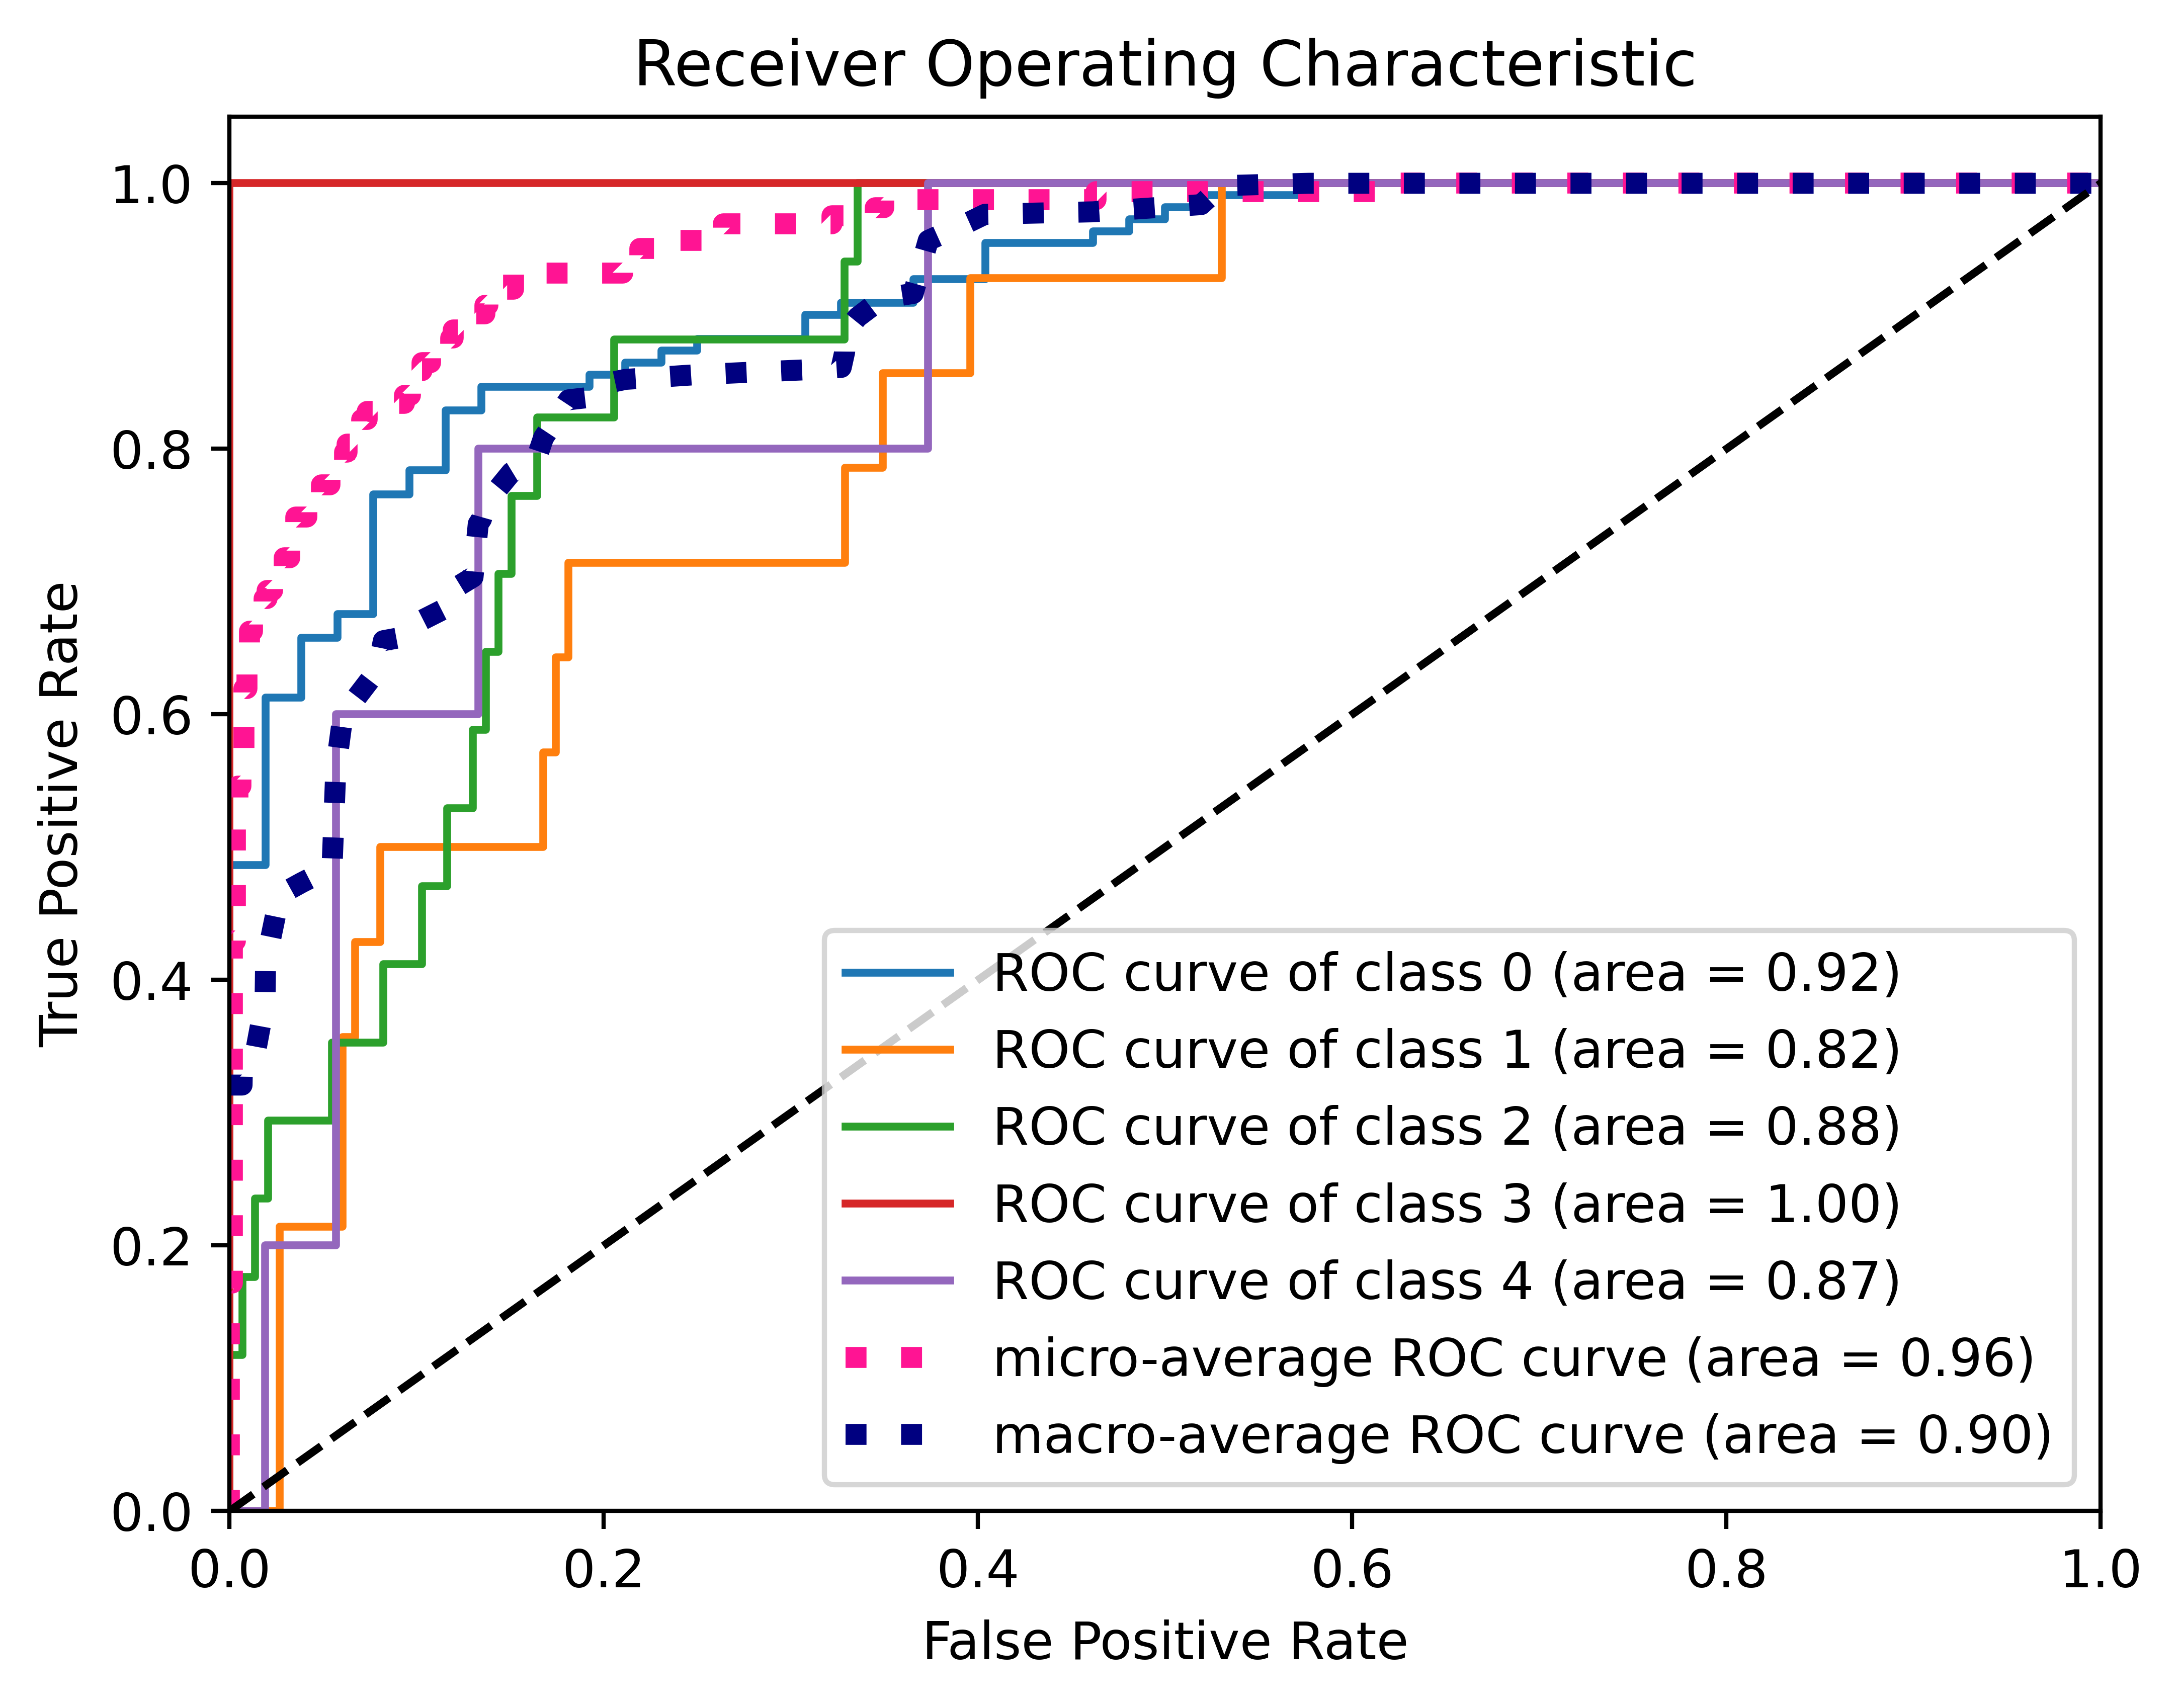 Receiver Operating Characteristic
True Positive Rate
1.0
0.8
0.6
0.4
0.2
0.0
ROC curve of class 0 (area = 0.92)
ROC curve of class 1 (area = 0.82)
ROC curve of class 2 (area = 0.88)
ROC curve of class 3 (area = 1.00)
ROC curve of class 4 (area = 0.87)
micro-average ROC curve (area = 0.96)
macro-average ROC curve (area = 0.90)
0.0 0.2 0.4 0.6 0.8 1.0
False Positive Rate